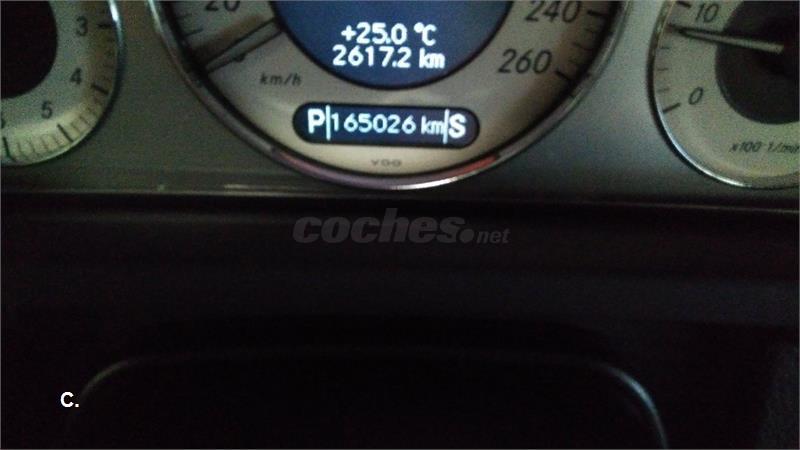 20
240
260
km/h
+25.0 °C
2617.2 km
P 165026 km S
VDO
3
4
5
10
0
x100·1/min
coches.net
C.